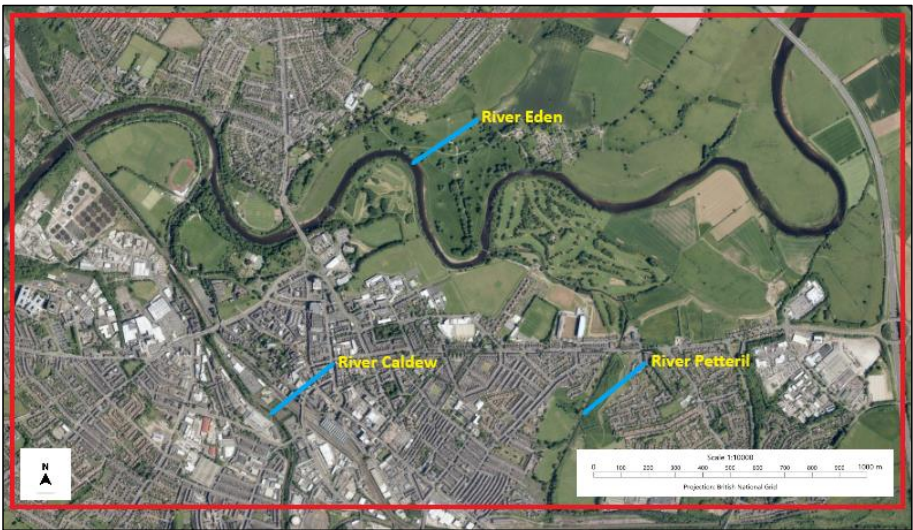 River Eden
River Caldew
River Petteril
N
Scale 1:10000
0 100 200 300 400 500 600 700 800 900 1000 m
Projection: British National Grid